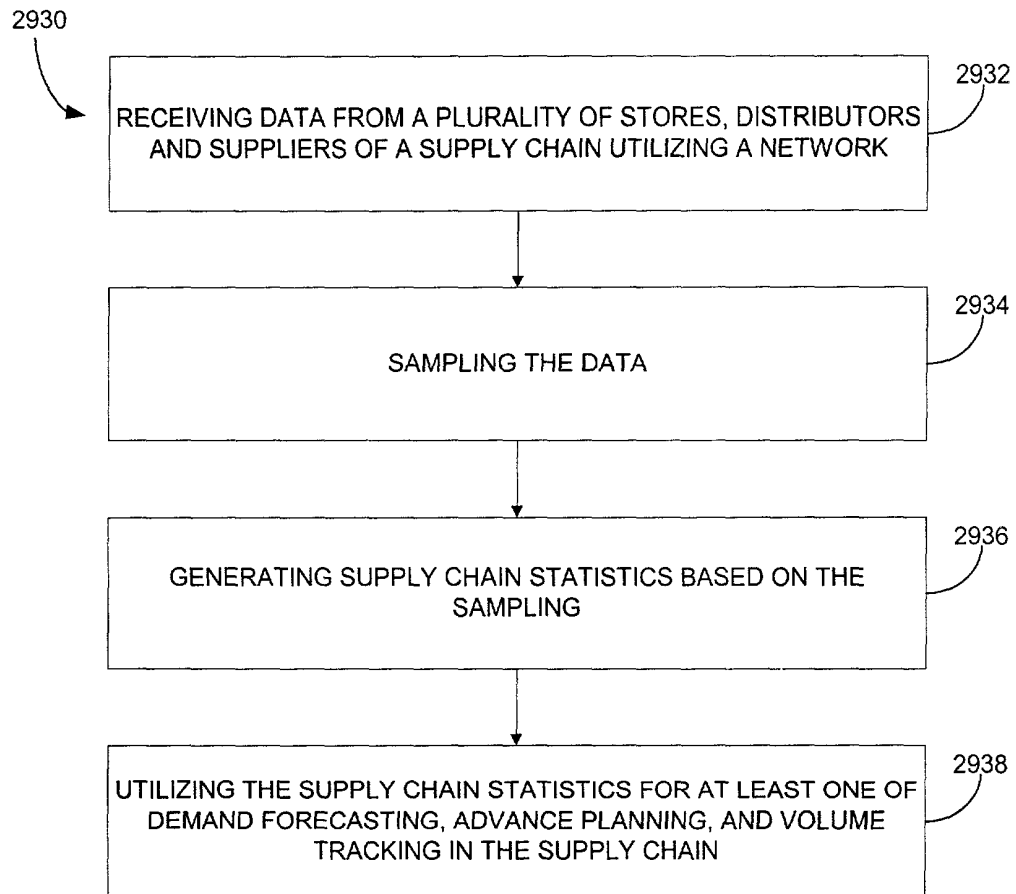 2930
2932
RECEIVING DATA FROM A PLURALITY OF STORES, DISTRIBUTORS
AND SUPPLIERS OF A SUPPLY CHAIN UTILIZING A NETWORK
2934
SAMPLING THE DATA
2936
GENERATING SUPPLY CHAIN STATISTICS BASED ON THE
SAMPLING
2938
UTILIZING THE SUPPLY CHAIN STATISTICS FOR AT LEAST ONE OF
DEMAND FORECASTING, ADVANCE PLANNING, AND VOLUME
TRACKING IN THE SUPPLY CHAIN